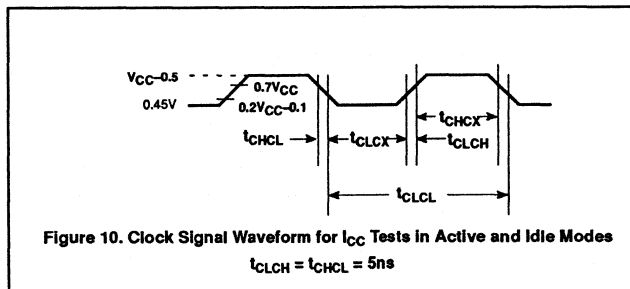 VCC–0.5
0.7VCC
0.45V
0.2VCC–0.1
tCHCX
tCHCL
tCLCX
tCLCH
tCLCL
Figure 10. Clock Signal Waveform for ICC Tests in Active and Idle Modes
tCLCH = tCHCL = 5ns